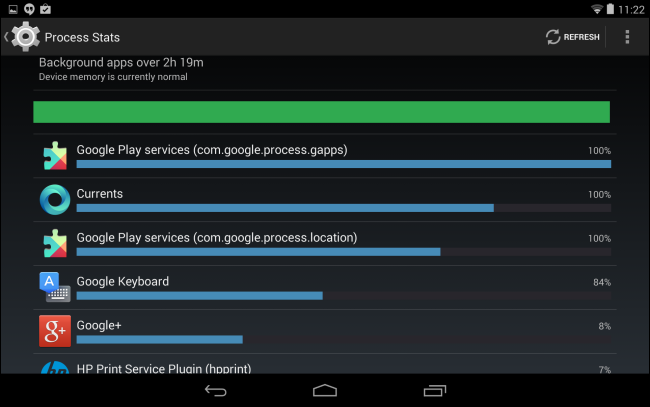 11:22
Process Stats
REFRESH
Background apps over 2h 19m
Device memory is currently normal
Google Play services (com.google.process.gapps) 100%
Currents 100%
Google Play services (com.google.process.location) 100%
A
Google Keyboard 84%
g+
Google+ 8%
hp
HP Print Service Plugin (hpprint) 7%